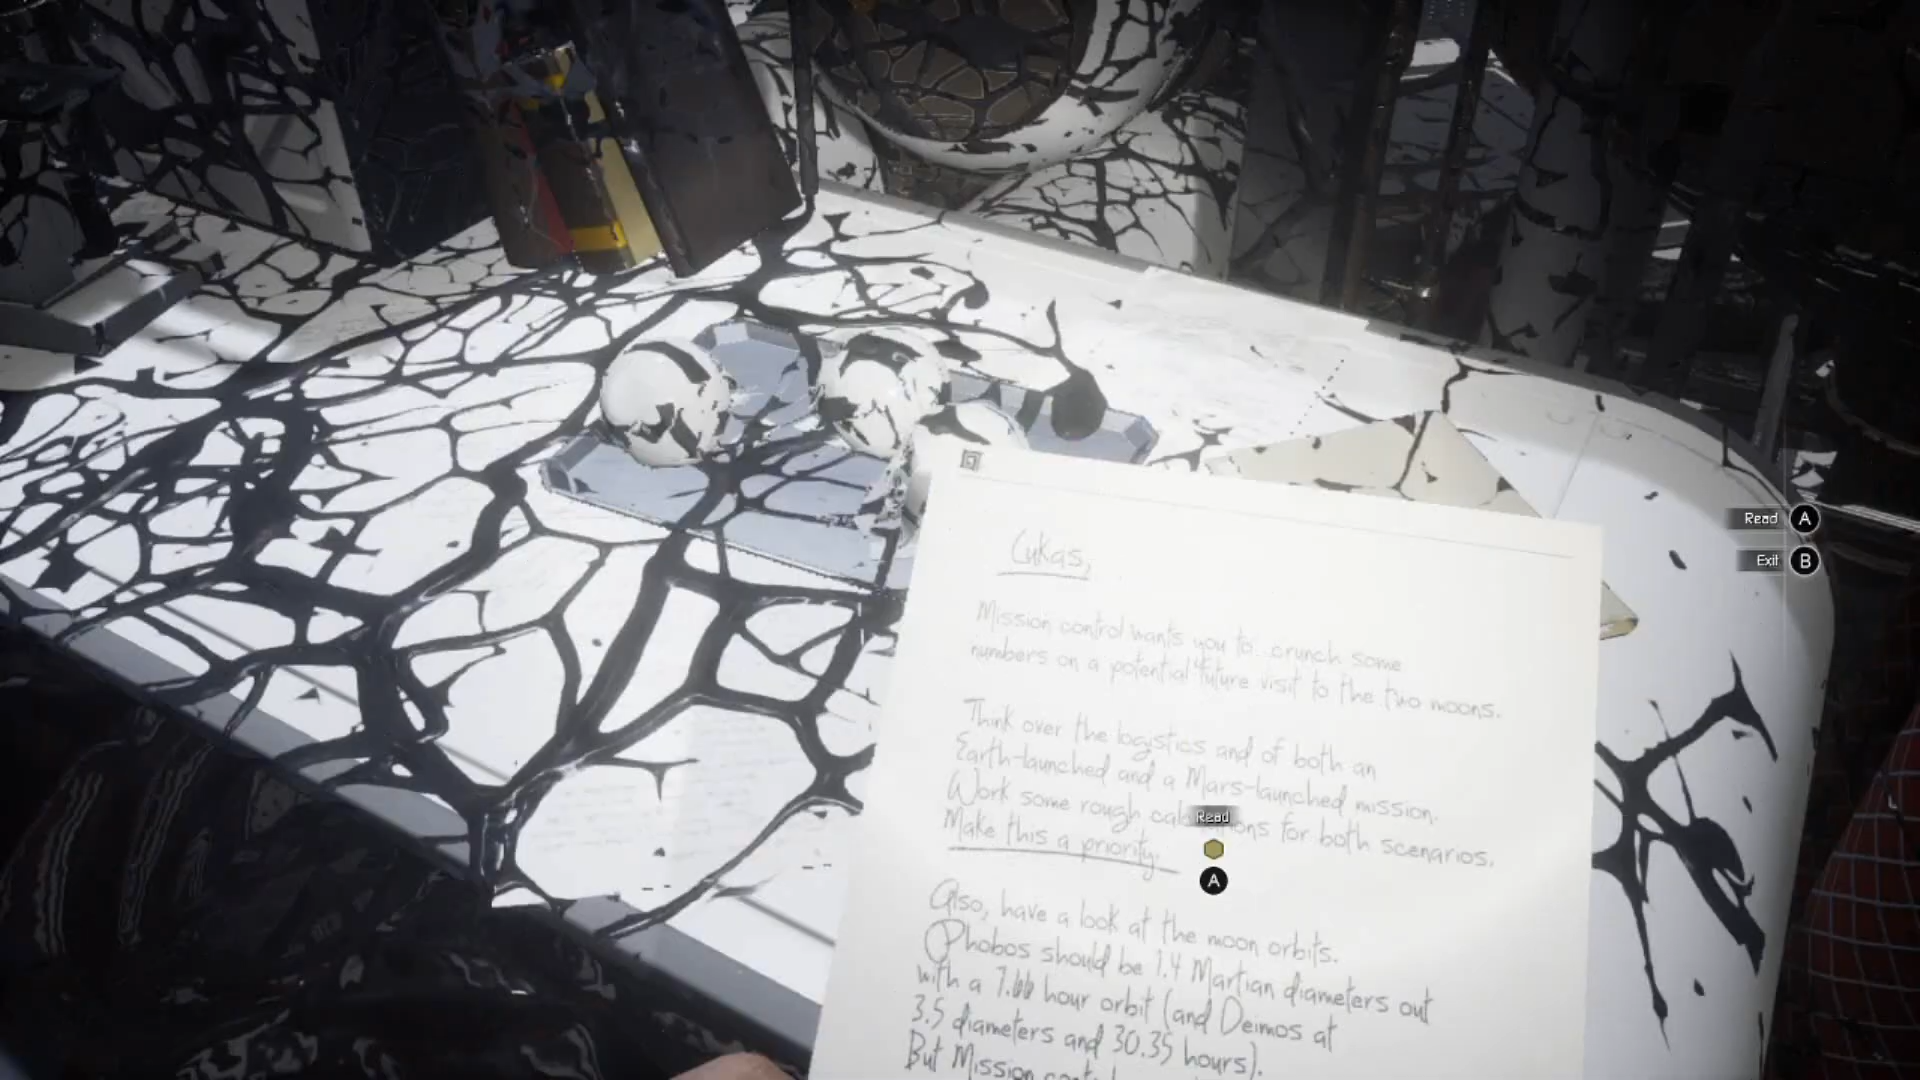 Read A
Exit B
Lukas,
Mission control wants you to crunch some
numbers on a potential future visit to the two moons.
Think over the logistics and of both an
Earth-launched and a Mars-launched mission.
Work some rough for both scenarios.
Read
Make this a priority.
A
Also, have a look at the moon orbits.
Phobos should be 1.4 Martian diameters out
with a 7.66 hour orbit (and Deimos at
3.5 diameters and 30.35 hours).
But Mission